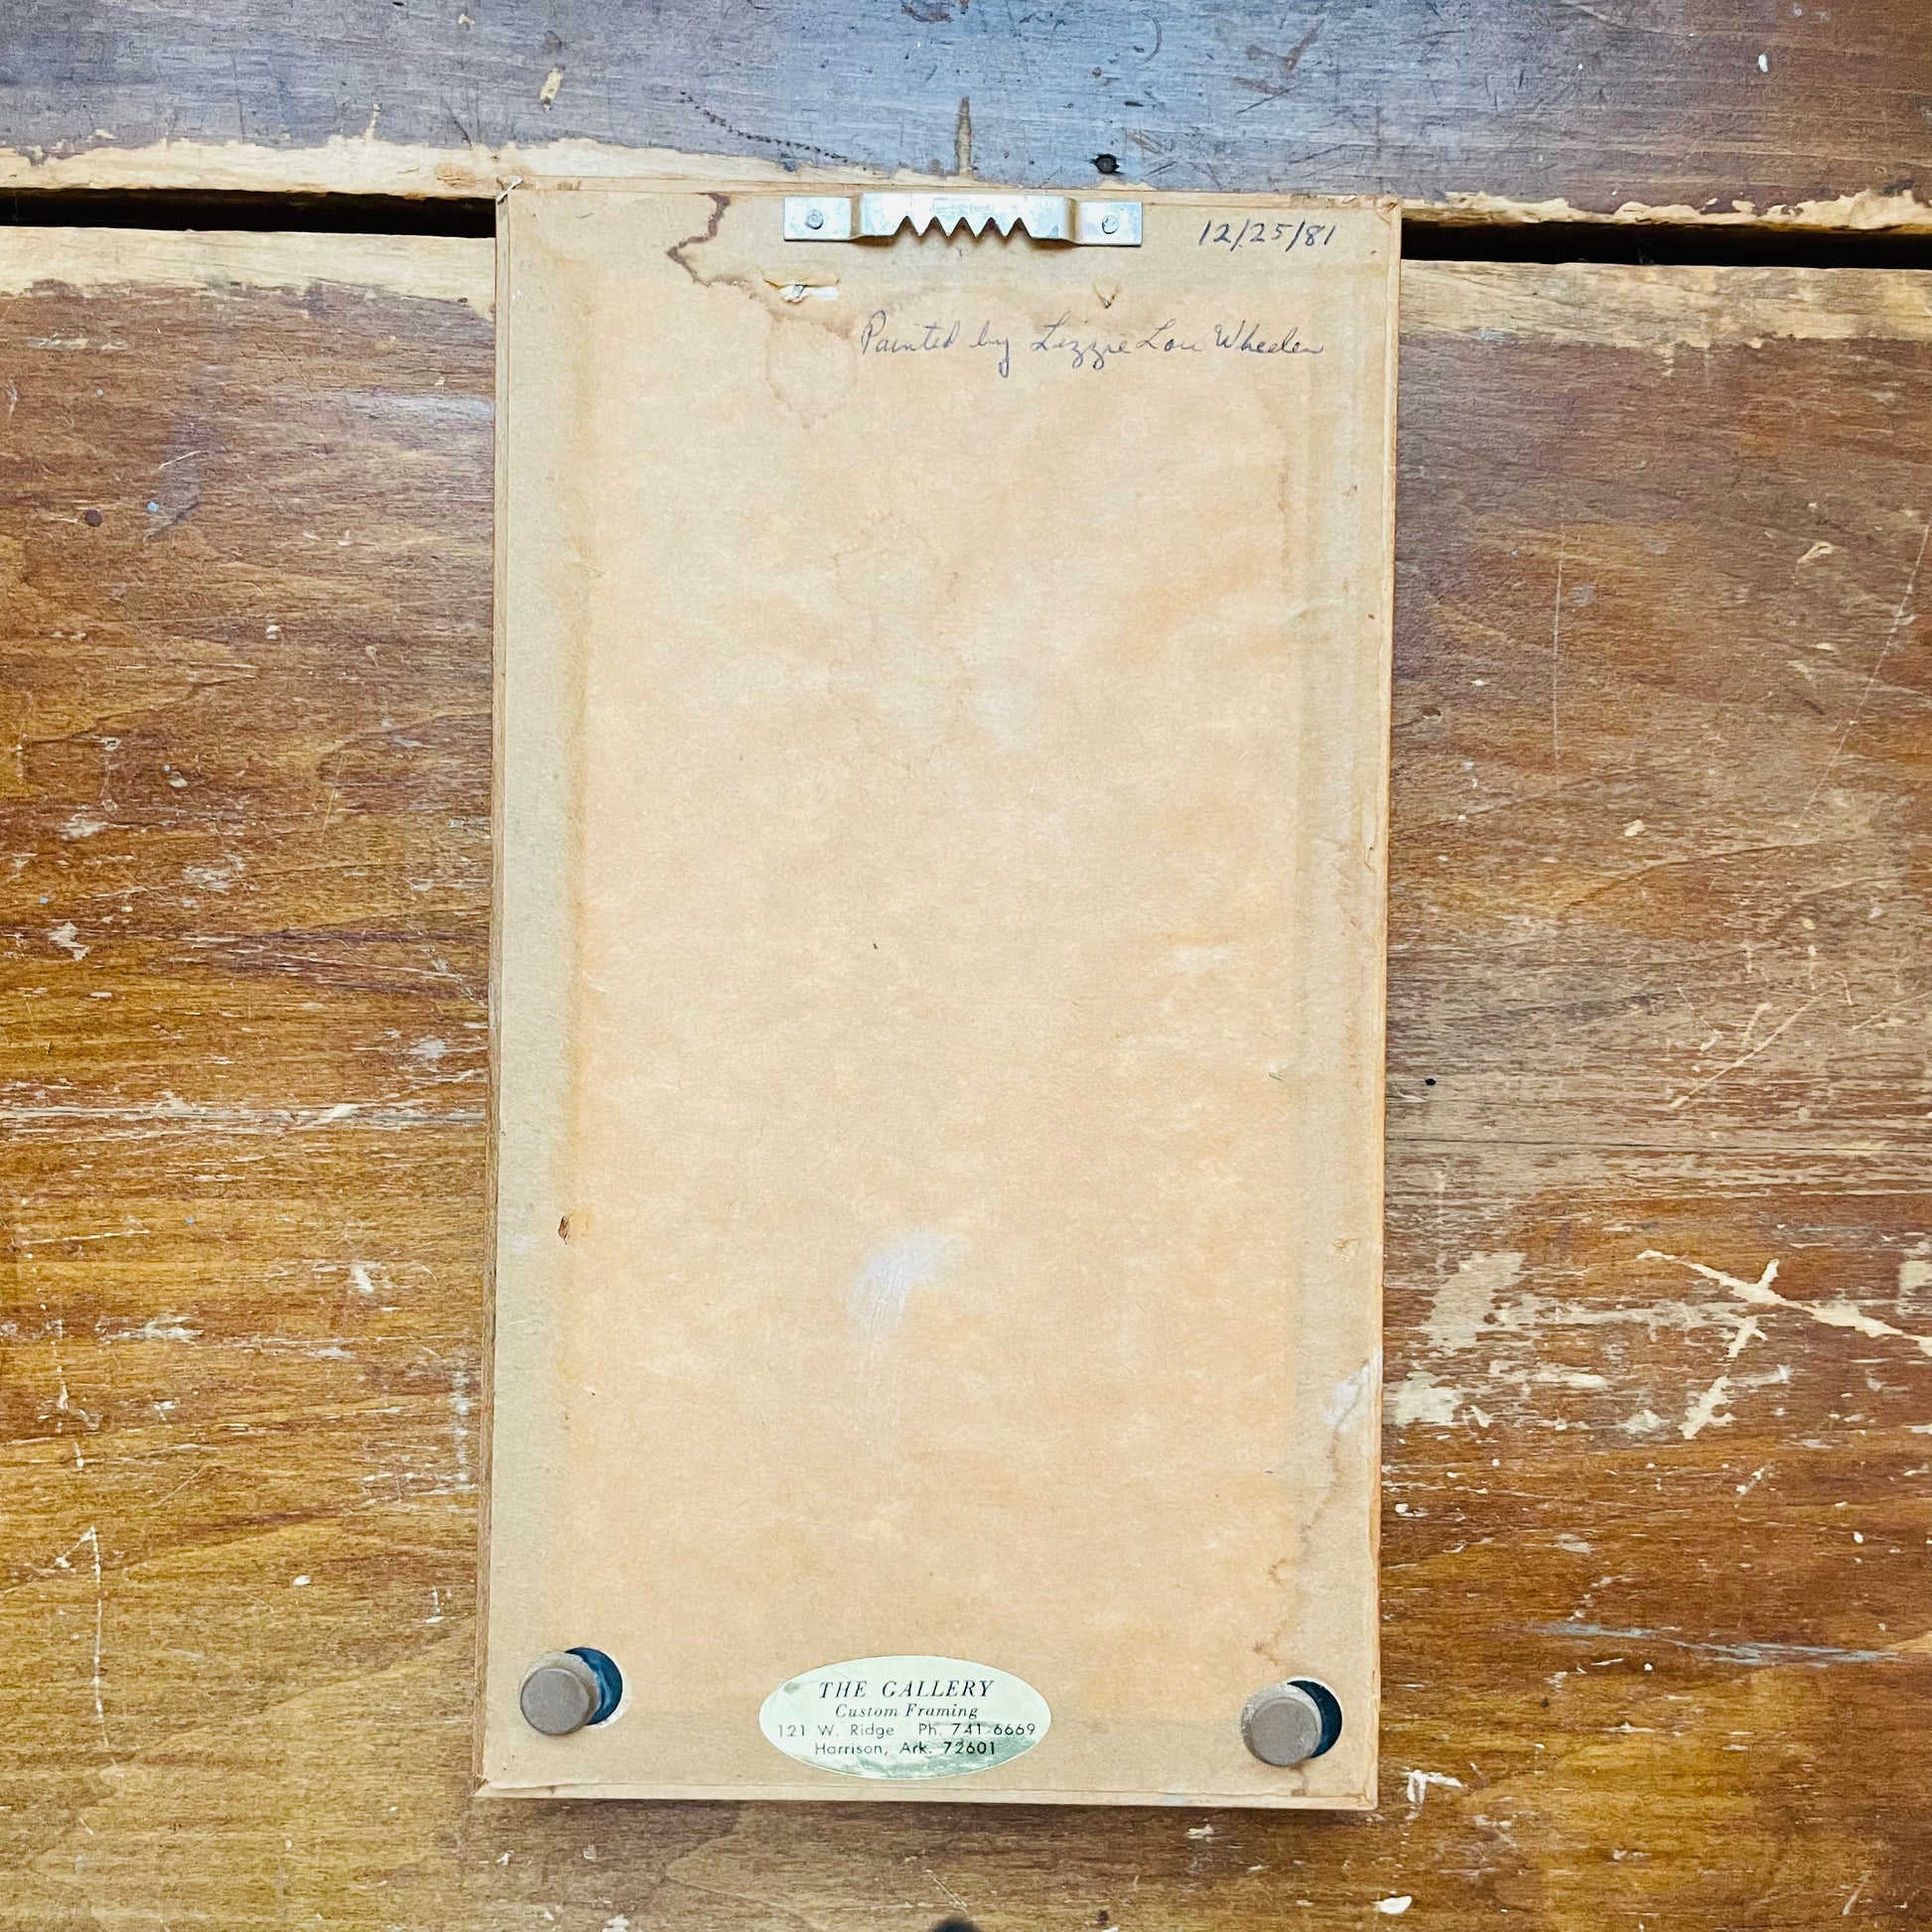 12/25/81
Painted by Lizzie Lou Wheeler
THE GALLERY
Custom Framing
121 W. Ridge Ph. 741-6669
Harrison, Ark. 72601